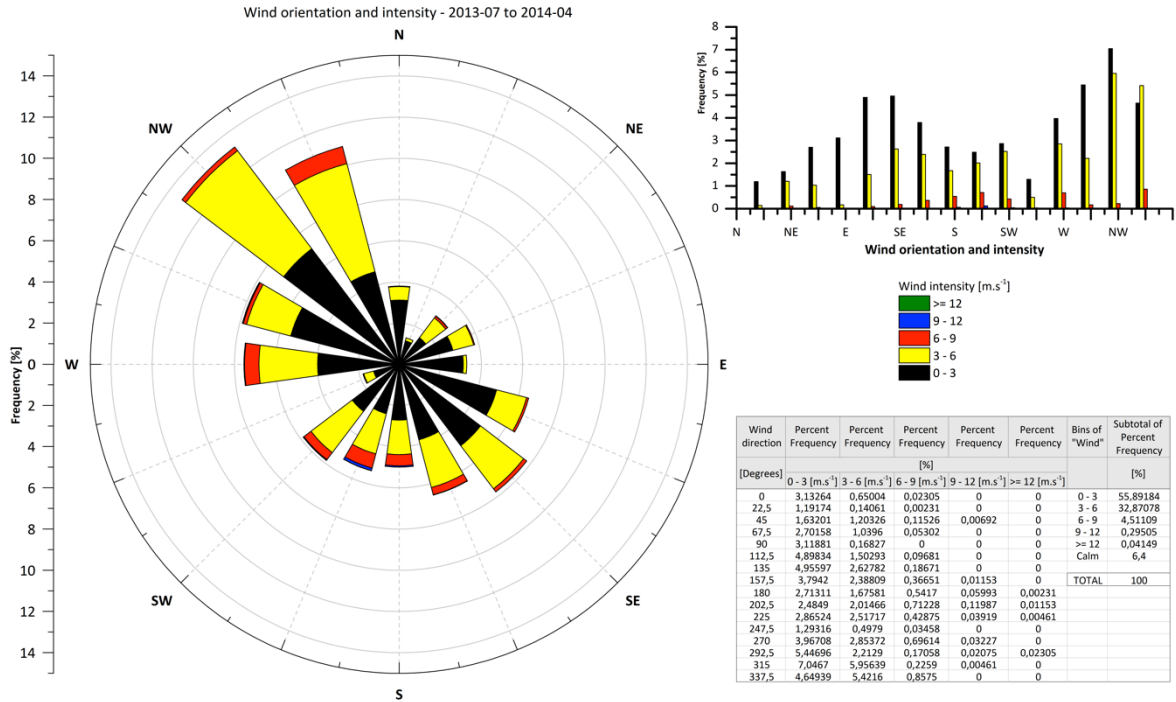 Wind orientation and intensity - 2013-07 to 2014-04
N
NE
E
SE
S
SW
W
NW
Frequency [%]
14
12
10
8
6
4
2
0
2
4
6
8
10
12
14
Frequency [%]
8
7
6
5
4
3
2
1
0
N NE E SE S SW W NW
Wind orientation and intensity
Wind intensity [m.s-1]
>= 12
9 - 12
6 - 9
3 - 6
0 - 3
Wind direction Percent Frequency Percent Frequency Percent Frequency Percent Frequency Percent Frequency Bins of "Wind" Subtotal of Percent Frequency
[Degrees] [%] [%]
0 - 3 [m.s-1] 3 - 6 [m.s-1] 6 - 9 [m.s-1] 9 - 12 [m.s-1] >= 12 [m.s-1]
0 3,13264 0,65004 0,02305 0 0 0 - 3 55,89184
22,5 1,19174 0,14061 0,00231 0 0 3 - 6 32,87078
45 1,63201 1,20326 0,11526 0,00692 0 6 - 9 4,51109
67,5 2,70158 1,0396 0,05302 0 0 9 - 12 0,29505
90 3,11881 0,16827 0 0 0 >= 12 0,04149
112,5 4,89834 1,50293 0,09681 0 0 Calm 6,4
135 4,95597 2,62782 0,18671 0 0
157,5 3,7942 2,38809 0,36651 0,01153 0 TOTAL 100
180 2,71311 1,67581 0,5417 0,05993 0,00231
202,5 2,4849 2,01466 0,71228 0,11987 0,01153
225 2,86524 2,51717 0,42875 0,03919 0,00461
247,5 1,29316 0,4979 0,03458 0 0
270 3,96708 2,85372 0,69614 0,03227 0
292,5 5,44696 2,2129 0,17058 0,02075 0,02305
315 7,0467 5,95639 0,2259 0,00461 0
337,5 4,64939 5,4216 0,8575 0 0